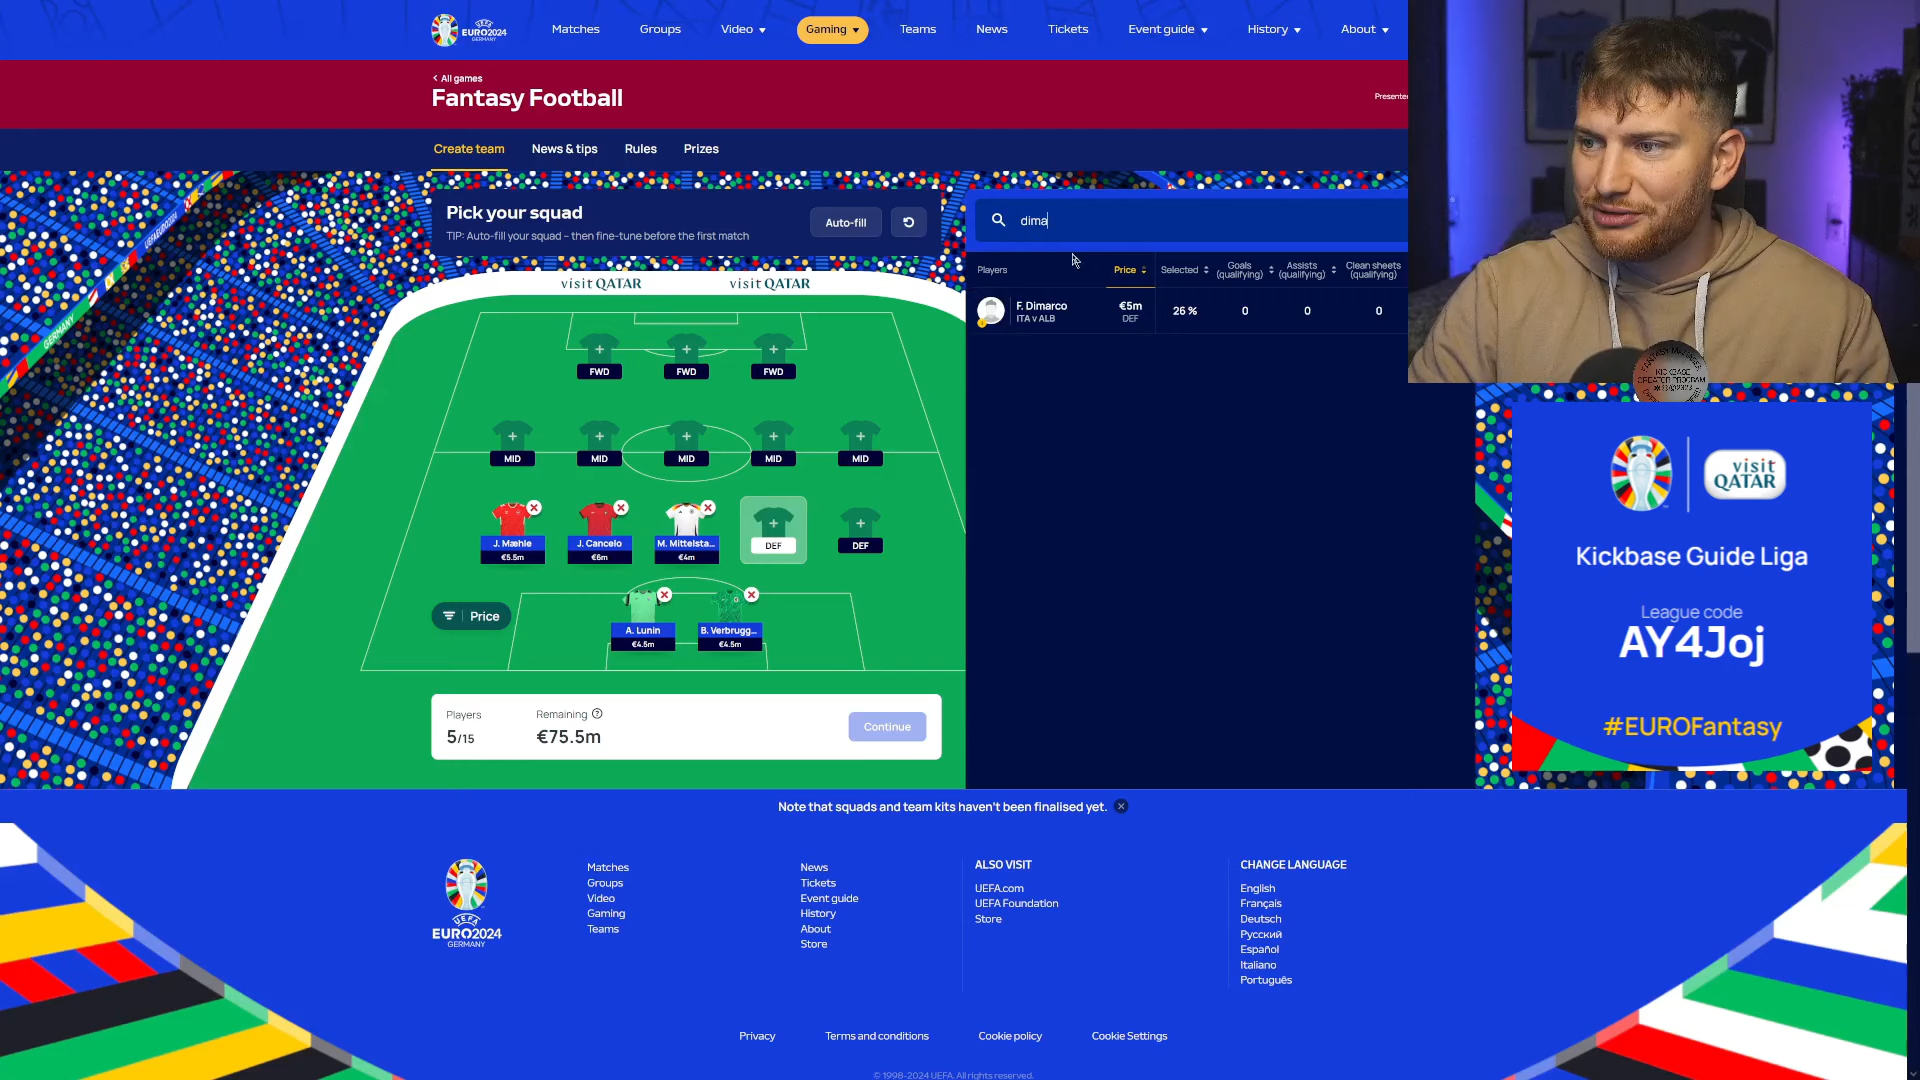 UEFA
EURO2024
GERMANY
Matches
Groups
Video
Gaming
Teams
News
Tickets
Event guide
History
About
All games
Fantasy Football
Presented
Create team
News & tips
Rules
Prizes
Pick your squad
TIP: Auto-fill your squad – then fine-tune before the first match
Auto-fill
dima
Players
Price
Selected
Goals
(qualifying)
Assists
(qualifying)
Clean sheets
(qualifying)
F. Dimarco
ITA v ALB
€5m
DEF
26 %
0
0
0
visit QATAR
visit QATAR
GERMANY
FWD
FWD
FWD
MID
MID
MID
MID
MID
J. Mæhle
€5.5m
J. Cancelo
€6m
M. Mittelsta...
€4m
DEF
DEF
Price
A. Lunin
€4.5m
B. Verbrugg...
€4.5m
Players
5/15
Remaining
€75.5m
Continue
KICKBASE
CREATOR PROGRAM
visit
QATAR
Kickbase Guide Liga
League code
AY4Joj
#EUROFantasy
Note that squads and team kits haven't been finalised yet.
UEFA
EURO2024
GERMANY
Matches
Groups
Video
Gaming
Teams
News
Tickets
Event guide
History
About
Store
ALSO VISIT
UEFA.com
UEFA Foundation
Store
CHANGE LANGUAGE
English
Français
Deutsch
Русский
Español
Italiano
Português
Privacy
Terms and conditions
Cookie policy
Cookie Settings
© 1998-2024 UEFA. All rights reserved.